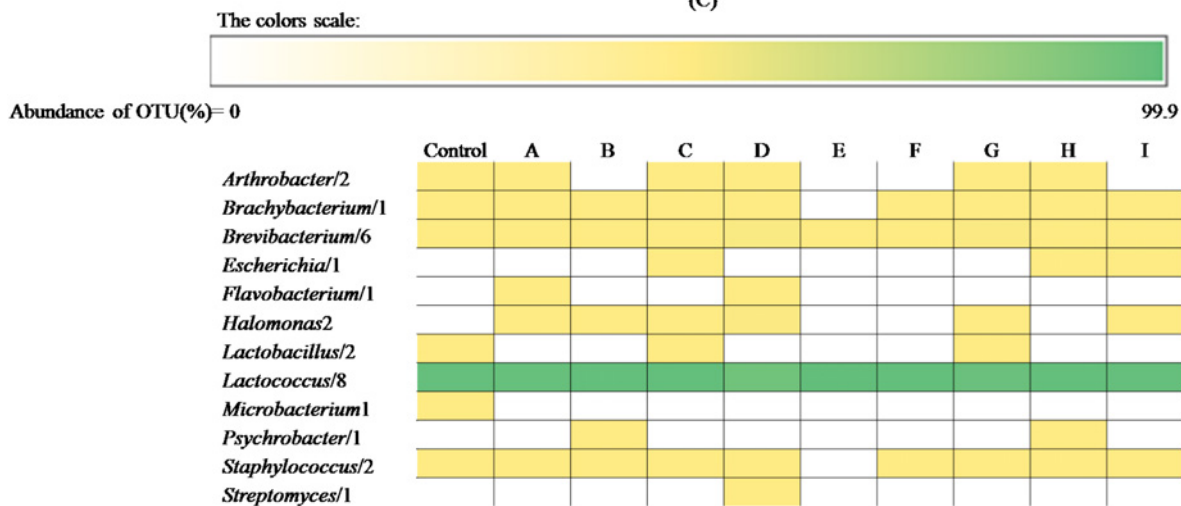 (C)
The colors scale:
Abundance of OTU(%)= 0 99.9
Control A B C D E F G H I
Arthrobacter/2
Brachybacterium/1
Brevibacterium/6
Escherichia/1
Flavobacterium/1
Halomonas2
Lactobacillus/2
Lactococcus/8
Microbacterium1
Psychrobacter/1
Staphylococcus/2
Streptomyces/1